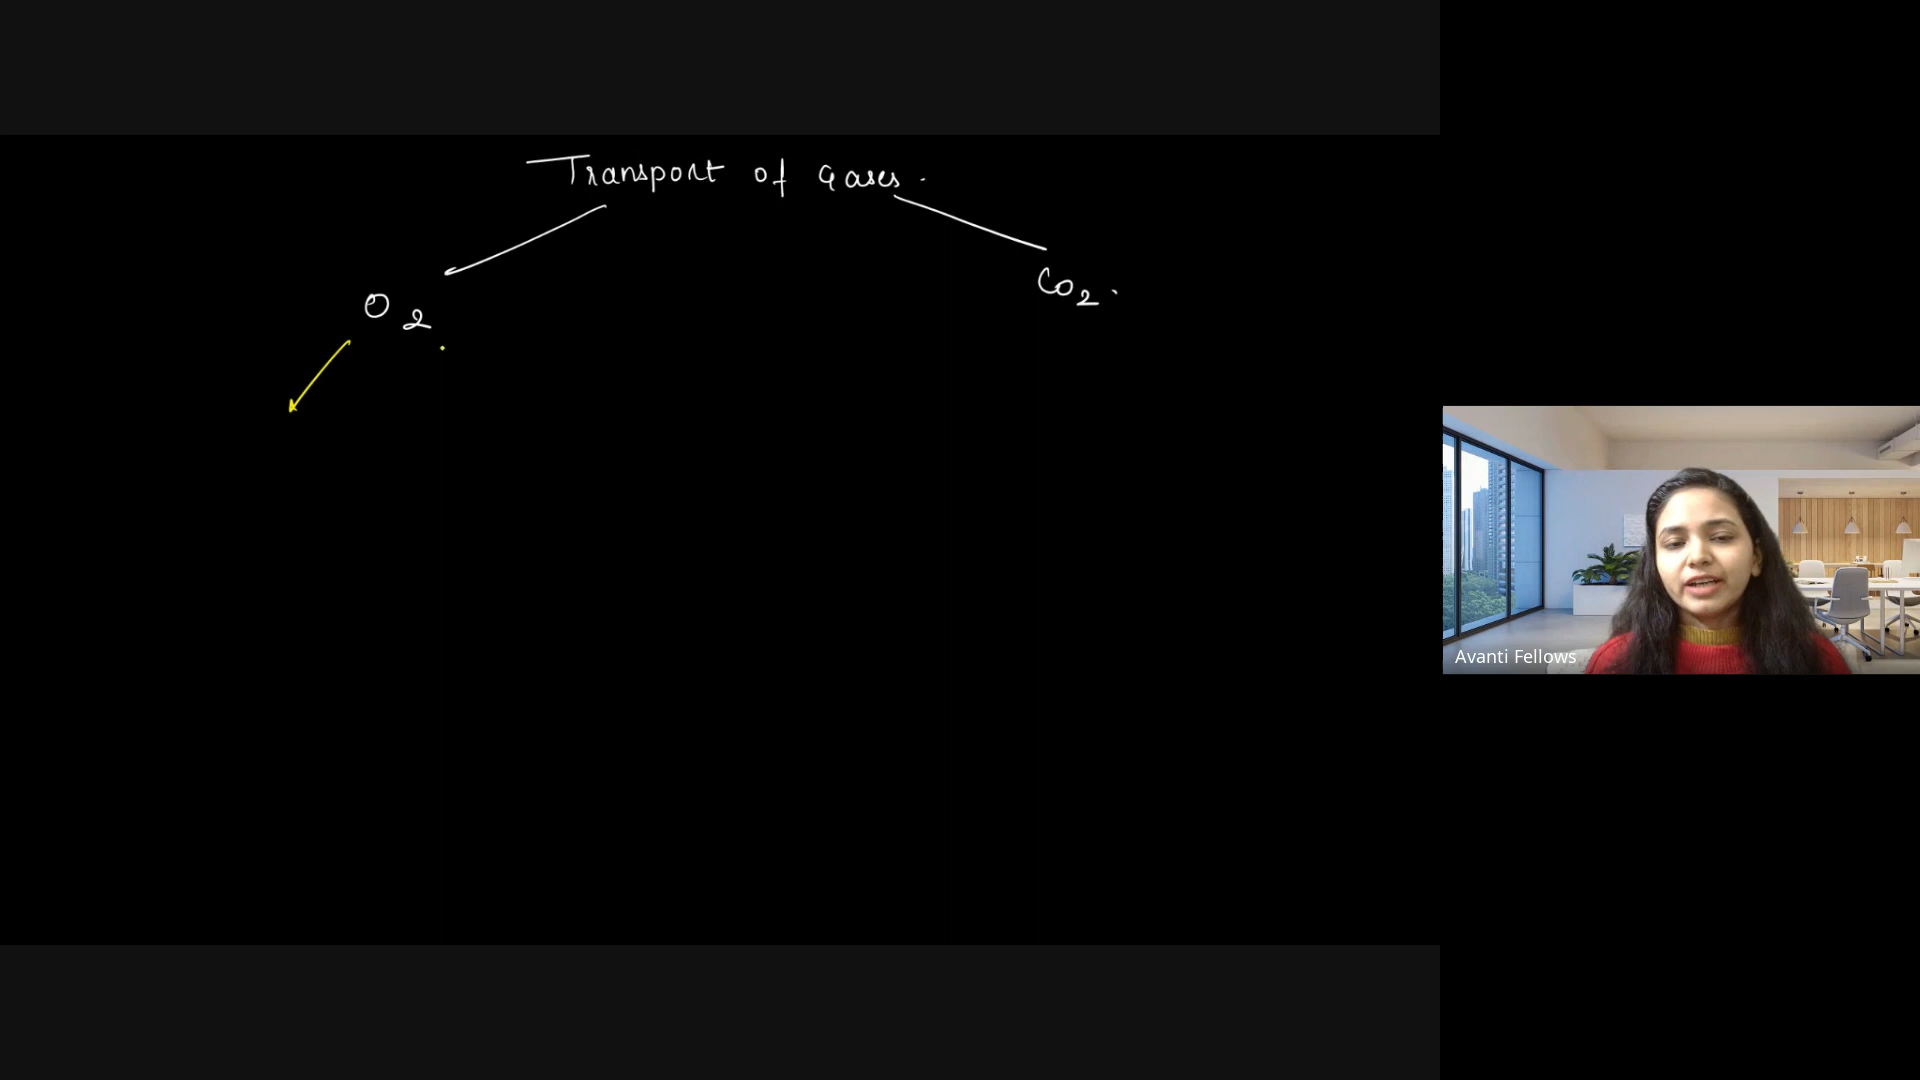 Transport of Gases.
O2
CO2.
Avanti Fellows